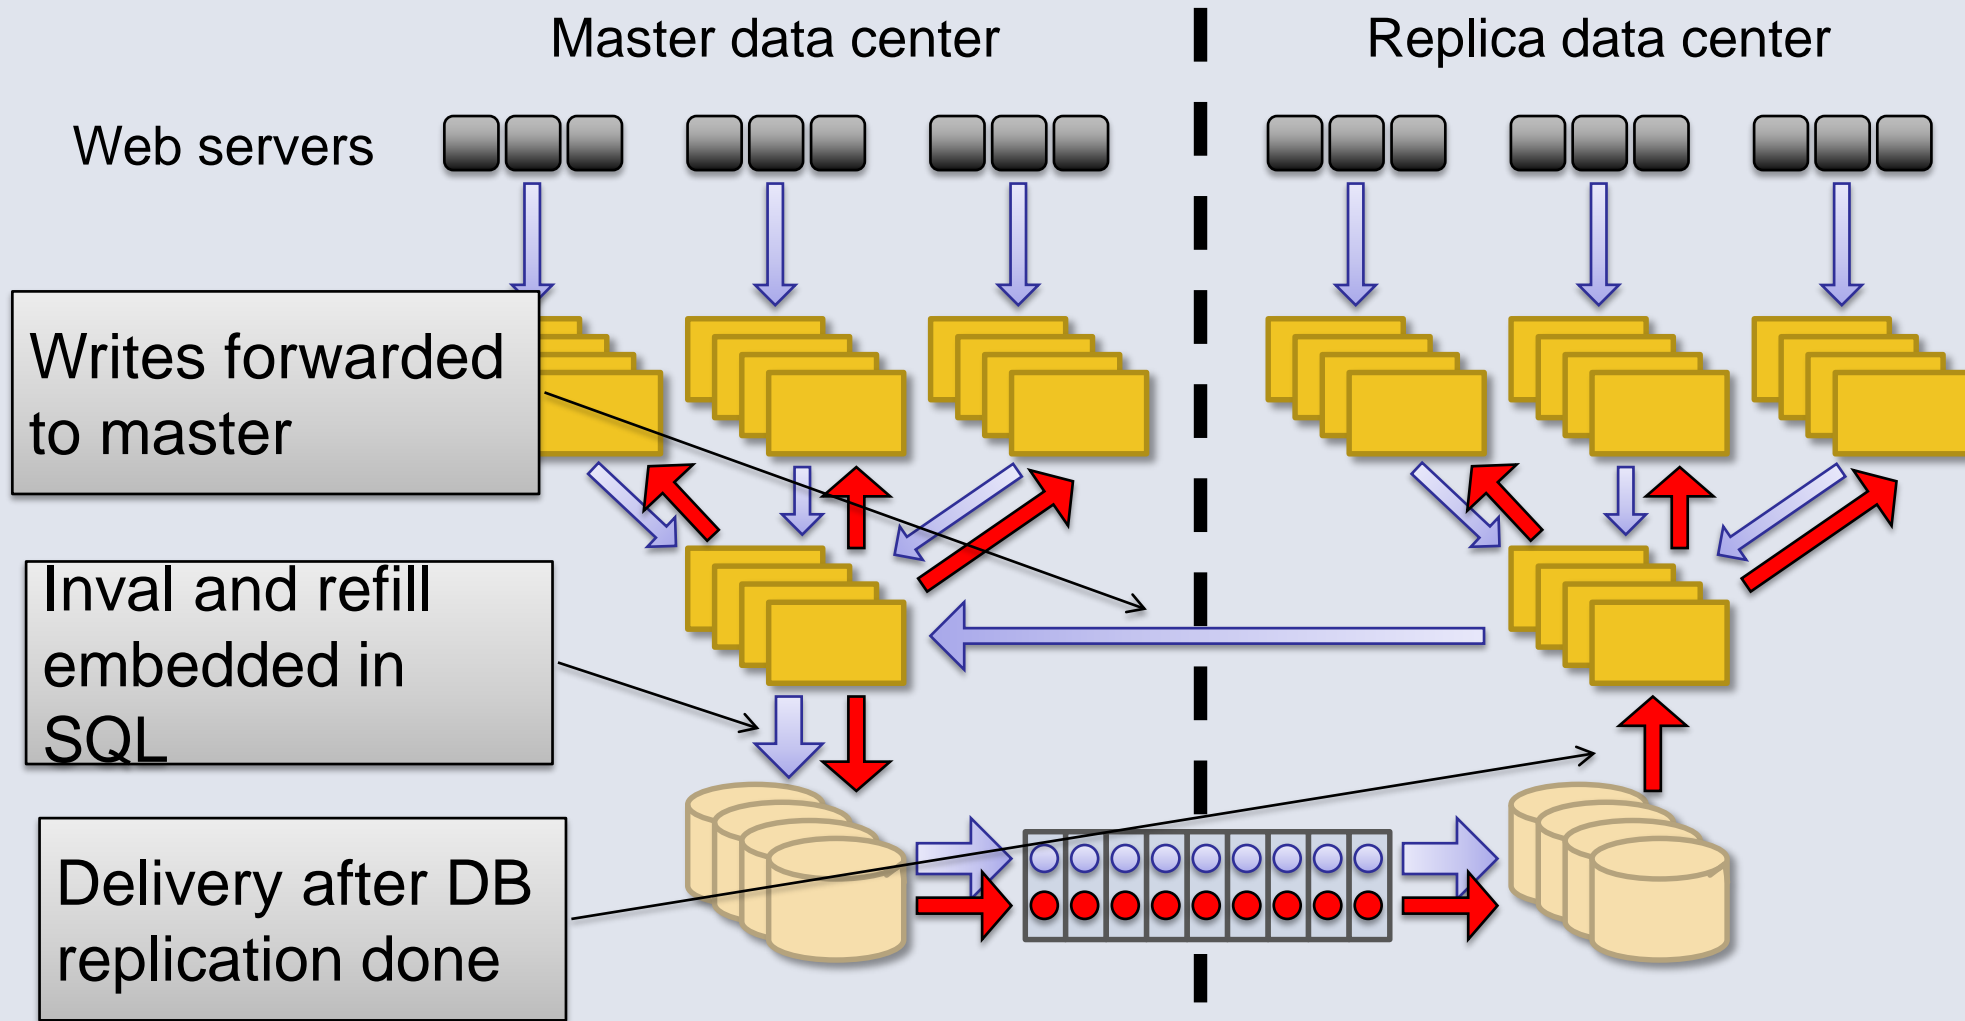 Master data center
Replica data center
Web servers
Writes forwarded
to master
Inval and refill
embedded in
SQL
Delivery after DB
replication done